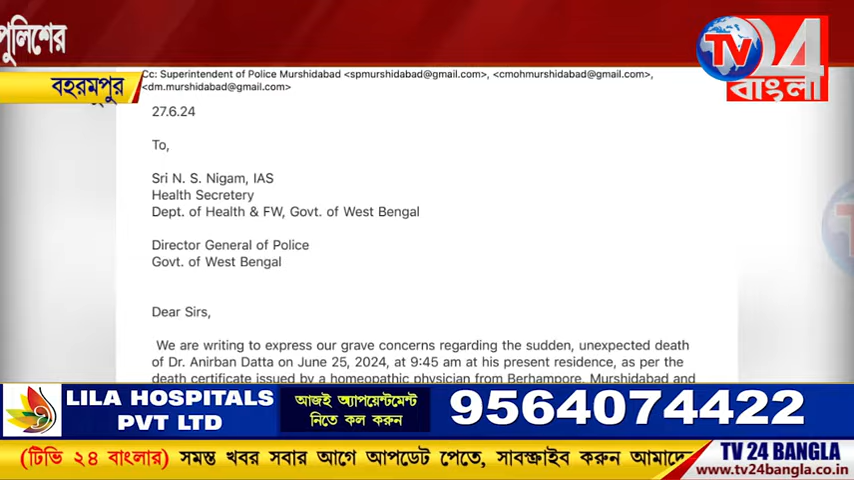 পুলিশের
TV 24
বাংলা
বহরমপুর
Cc: Superintendent of Police Murshidabad <spmurshidabad@gmail.com>, <cmohmurshidabad@gmail.com>,
<dm.murshidabad@gmail.com>
27.6.24
To,
Sri N. S. Nigam, IAS
Health Secretery
Dept. of Health & FW, Govt. of West Bengal
Director General of Police
Govt. of West Bengal
Dear Sirs,
We are writing to express our grave concerns regarding the sudden, unexpected death
of Dr. Anirban Datta on June 25, 2024, at 9:45 am at his present residence, as per the
death certificate issued by a homeopathic physician from Berhampore, Murshidabad and
LILA HOSPITALS
PVT LTD
আজই অ্যাপয়েন্টমেন্ট
নিতে কল করুন
9564074422
(টিভি ২৪ বাংলার) সমস্ত খবর সবার আগে আপডেট পেতে, সাবস্ক্রাইব করুন আমাদের
TV 24 BANGLA
www.tv24bangla.co.in